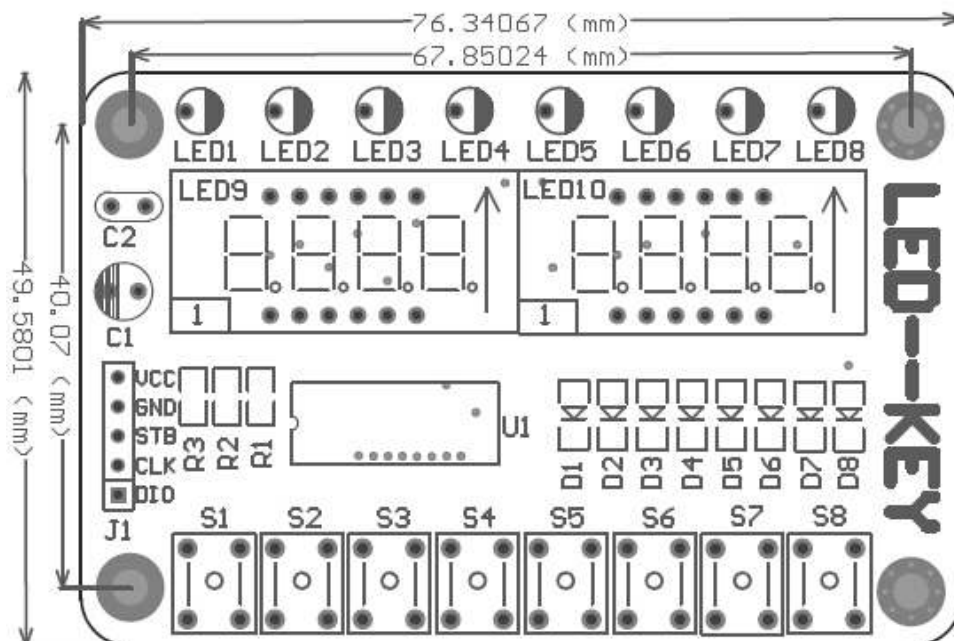 76.34067 (mm)
67.85024 (mm)
LED1 LED2 LED3 LED4 LED5 LED6 LED7 LED8
LED9 LED10
C2
1 1
C1
49.5801 (mm)
40.07 (mm)
LED--KEY
VCC
GND
STB
CLK
DIO
J1
R3 R2 R1
U1
D1 D2 D3 D4 D5 D6 D7 D8
S1 S2 S3 S4 S5 S6 S7 S8